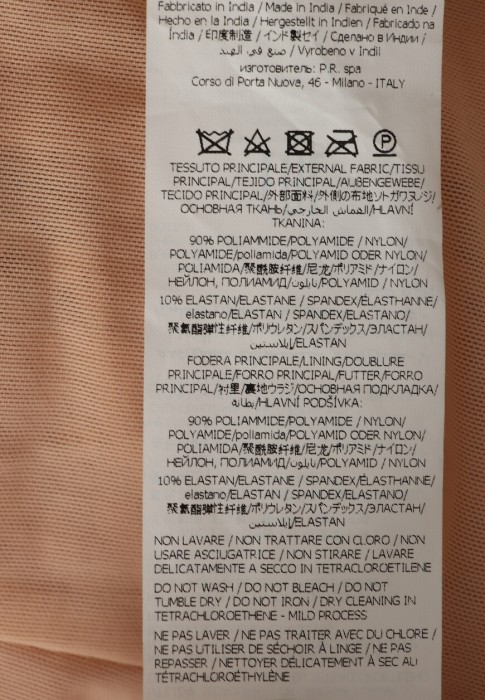 Fabbricato in India / Made in India / Fabriqué en Inde /
Hecho en la India / Hergestellt in Indien / Fabricado na
Índia / 印度制造 / インド製セイ / Сделано в Индии /
صنع في الهند / Vyrobeno v Indii
изготовитель: P.R. spa
Corso di Porta Nuova, 46 - Milano - ITALY
P
TESSUTO PRINCIPALE/EXTERNAL FABRIC/TISSU
PRINCIPAL/TEJIDO PRINCIPAL/AUßENGEWEBE/
TECIDO PRINCIPAL/外部面料/外側の布地ソトガワヌノジ/
ОСНОВНАЯ ТКАНЬ/القماش الخارجي/HLAVNÍ
TKANINA:
90% POLIAMMIDE/POLYAMIDE / NYLON/
POLYAMIDE/poliamida/POLYAMID ODER NYLON/
POLIAMIDA/聚酰胺纤维/尼龙/ポリアミド/ナイロン/
НЕЙЛОН, ПОЛИАМИД/نايلون/POLYAMID / NYLON
10% ELASTAN/ELASTANE / SPANDEX/ÉLASTHANNE/
elastano/ELASTAN / SPANDEX/ELASTANO/
聚氨酯弹性纤维/ポリウレタン/スパンデックス/ЭЛАСТАН/
إيلاستين/ELASTAN
FODERA PRINCIPALE/LINING/DOUBLURE
PRINCIPALE/FORRO PRINCIPAL/FUTTER/FORRO
PRINCIPAL/衬里/裏地ウラジ/ОСНОВНАЯ ПОДКЛАДКА/
بطانة/HLAVNÍ PODŠÍVKA:
90% POLIAMMIDE/POLYAMIDE / NYLON/
POLYAMIDE/poliamida/POLYAMID ODER NYLON/
POLIAMIDA/聚酰胺纤维/尼龙/ポリアミド/ナイロン/
НЕЙЛОН, ПОЛИАМИД/نايلون/POLYAMID / NYLON
10% ELASTAN/ELASTANE / SPANDEX/ÉLASTHANNE/
elastano/ELASTAN / SPANDEX/ELASTANO/
聚氨酯弹性纤维/ポリウレタン/スパンデックス/ЭЛАСТАН/
إيلاستين/ELASTAN
NON LAVARE / NON TRATTARE CON CLORO / NON
USARE ASCIUGATRICE / NON STIRARE / LAVARE
DELICATAMENTE A SECCO IN TETRACLOROETILENE
DO NOT WASH / DO NOT BLEACH / DO NOT
TUMBLE DRY / DO NOT IRON / DRY CLEANING IN
TETRACHLOROETHENE - MILD PROCESS
NE PAS LAVER / NE PAS TRAITER AVEC DU CHLORE /
NE PAS UTILISER DE SÉCHOIR À LINGE / NE PAS
REPASSER / NETTOYER DÉLICATEMENT À SEC AU
TÉTRACHLOROÉTHYLÈNE